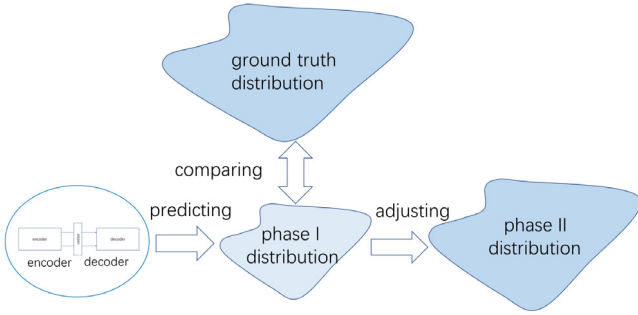 ground truth
distribution
comparing
predicting
adjusting
phase I
distribution
phase II
distribution
encoder
decoder
encoder decoder